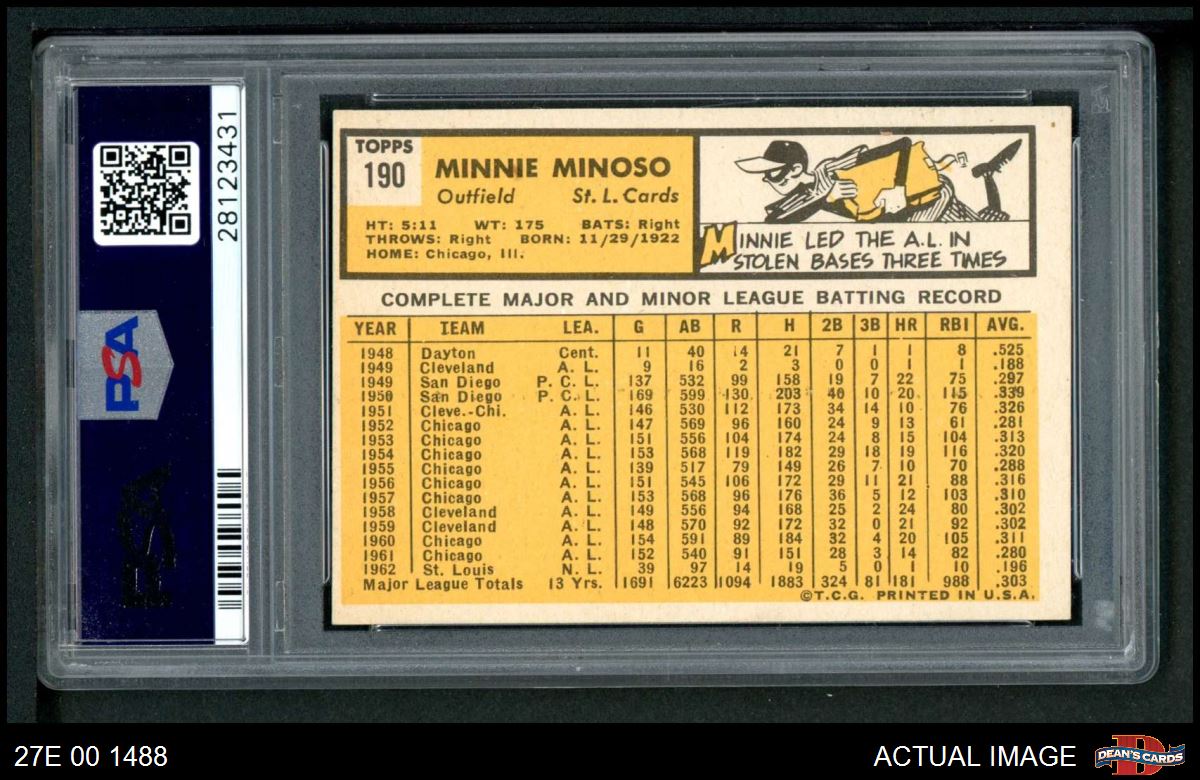 28123431
PSA
PSA
TOPPS
190
MINNIE MINOSO
Outfield St. L. Cards
HT: 5:11 WT: 175 BATS: Right
THROWS: Right BORN: 11/29/1922
HOME: Chicago, Ill.
MINNIE LED THE A.L. IN
STOLEN BASES THREE TIMES
COMPLETE MAJOR AND MINOR LEAGUE BATTING RECORD
YEAR TEAM LEA. G AB R H 2B 3B HR RBI AVG.
1948 Dayton Cent. 11 40 14 21 7 1 1 8 .525
1949 Cleveland A. L. 9 16 2 3 0 0 1 1 .188
1949 San Diego P. C. L. 137 532 99 158 19 7 22 75 .297
1950 San Diego P. C. L. 169 599 130 203 40 10 20 115 .339
1951 Cleve.-Chi. A. L. 146 530 112 173 34 14 10 76 .326
1952 Chicago A. L. 147 569 96 160 24 9 13 61 .281
1953 Chicago A. L. 151 556 104 174 24 8 15 104 .313
1954 Chicago A. L. 153 568 119 182 29 18 19 116 .320
1955 Chicago A. L. 139 517 79 149 26 7 10 70 .288
1956 Chicago A. L. 151 545 106 172 29 11 21 88 .316
1957 Chicago A. L. 153 568 96 176 36 5 12 103 .310
1958 Cleveland A. L. 149 556 94 168 25 2 24 80 .302
1959 Cleveland A. L. 148 570 92 172 32 0 21 92 .302
1960 Chicago A. L. 154 591 89 184 32 4 20 105 .311
1961 Chicago A. L. 152 540 91 151 28 3 14 82 .280
1962 St. Louis N. L. 39 97 14 19 5 0 1 10 .196
Major League Totals 13 Yrs. 1691 6223 1094 1883 324 81 181 988 .303
©T.C.G. PRINTED IN U.S.A.
27E 00 1488
ACTUAL IMAGE
D
DEAN'S CARDS